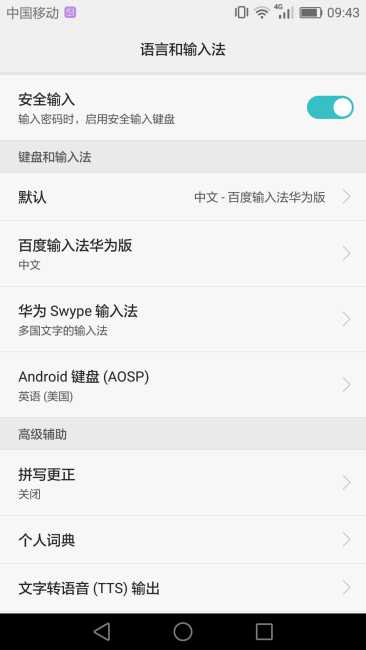 中国移动 4G 09:43
语言和输入法
安全输入
输入密码时，启用安全输入键盘
键盘和输入法
默认 中文 - 百度输入法华为版
百度输入法华为版
中文
华为 Swype 输入法
多国文字的输入法
Android 键盘 (AOSP)
英语 (美国)
高级辅助
拼写更正
关闭
个人词典
文字转语音 (TTS) 输出